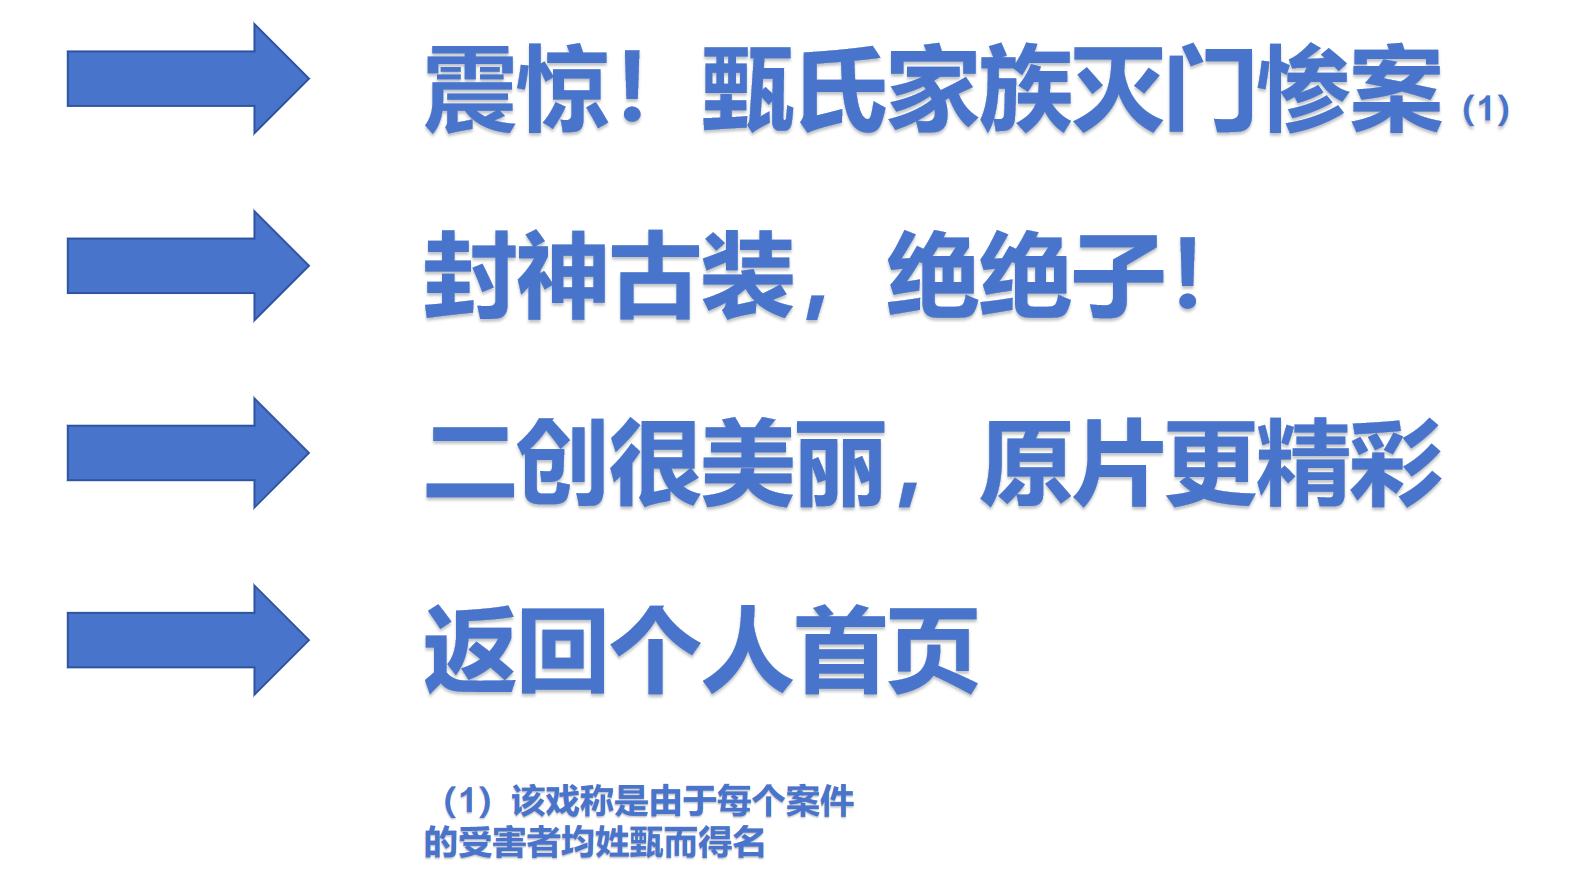 震惊！甄氏家族灭门惨案（1）
封神古装，绝绝子！
二创很美丽，原片更精彩
返回个人首页
（1）该戏称是由于每个案件
的受害者均姓甄而得名